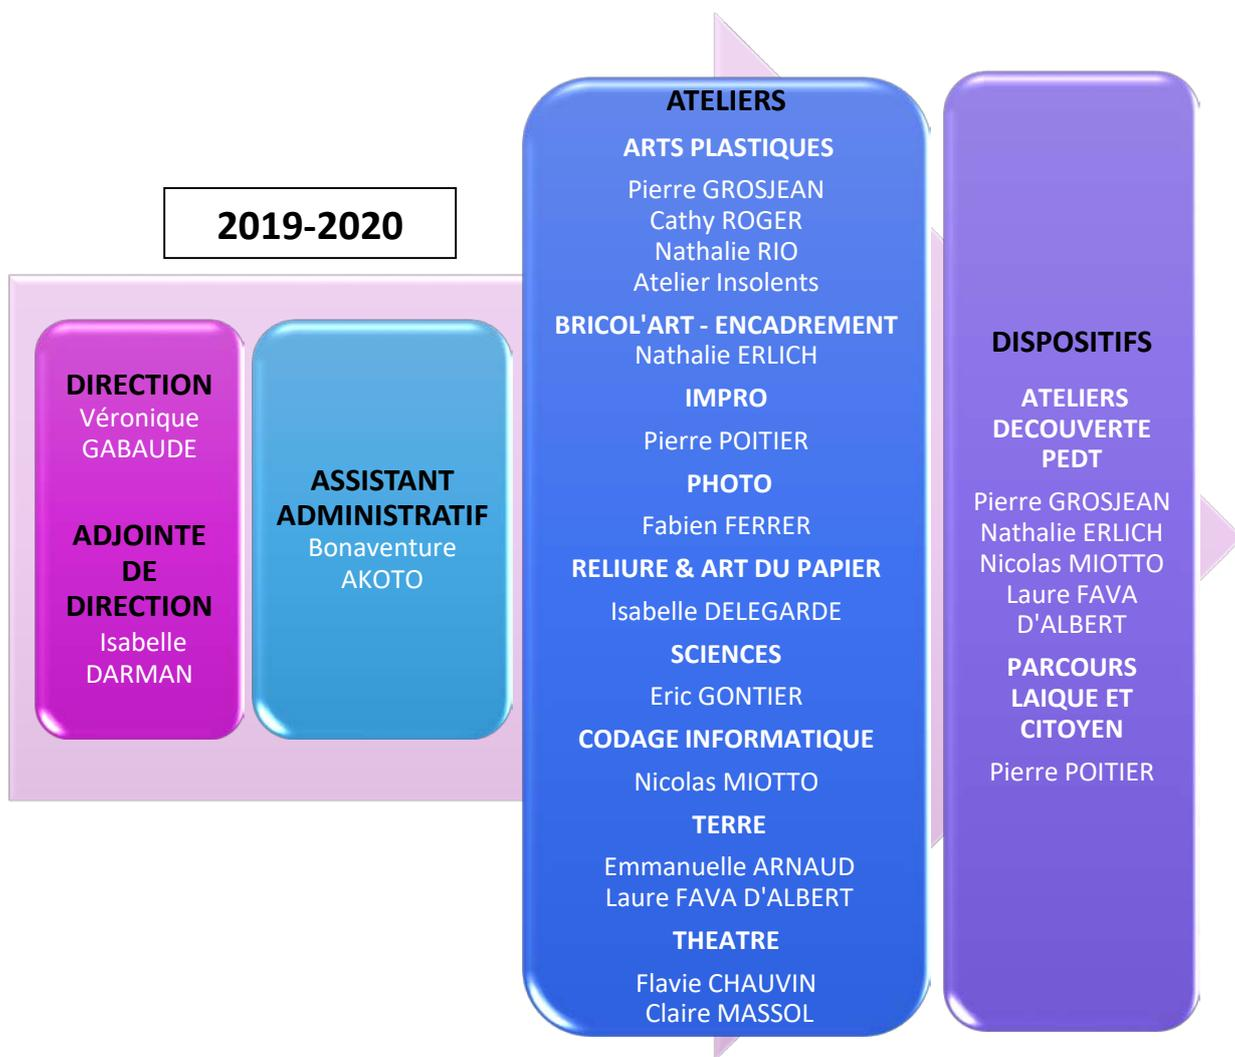 2019-2020
DIRECTION
Véronique
GABAUDE
ADJOINTE
DE
DIRECTION
Isabelle
DARMAN
ASSISTANT
ADMINISTRATIF
Bonaventure
AKOTO
ATELIERS
ARTS PLASTIQUES
Pierre GROSJEAN
Cathy ROGER
Nathalie RIO
Atelier Insolents
BRICOL'ART - ENCADREMENT
Nathalie ERLICH
IMPRO
Pierre POITIER
PHOTO
Fabien FERRER
RELIURE & ART DU PAPIER
Isabelle DELEGARDE
SCIENCES
Eric GONTIER
CODAGE INFORMATIQUE
Nicolas MIOTTO
TERRE
Emmanuelle ARNAUD
Laure FAVA D'ALBERT
THEATRE
Flavie CHAUVIN
Claire MASSOL
DISPOSITIFS
ATELIERS
DECOUVERTE
PEDT
Pierre GROSJEAN
Nathalie ERLICH
Nicolas MIOTTO
Laure FAVA
D'ALBERT
PARCOURS
LAIQUE ET
CITOYEN
Pierre POITIER